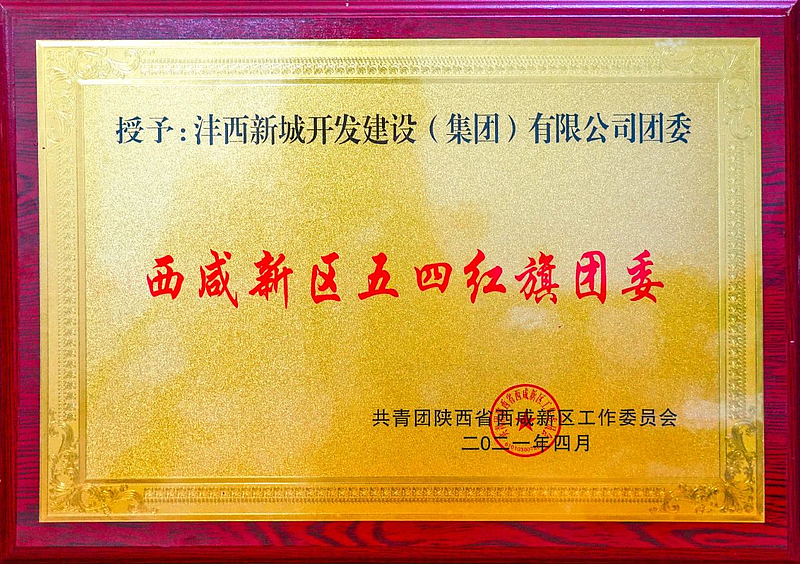 授予:沣西新城开发建设（集团）有限公司团委
西咸新区五四红旗团委
共青团陕西省西咸新区工作委员会
二〇二一年四月